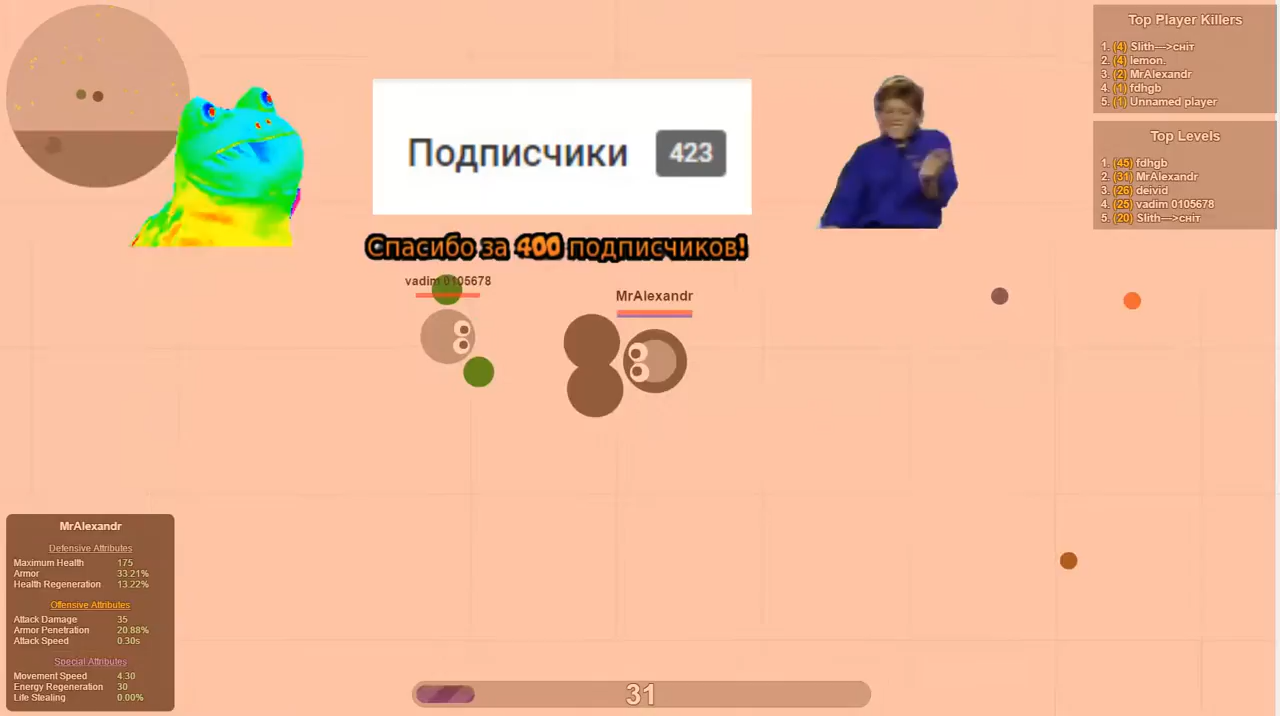 Top Player Killers
1. (4) Slith--->снiт
2. (4) lemon.
3. (2) MrAlexandr
4. (1) fdhgb
5. (1) Unnamed player
Top Levels
1. (45) fdhgb
2. (31) MrAlexandr
3. (26) deivid
4. (25) vadim 0105678
5. (20) Slith--->снiт
Подписчики 423
Спасибо за 400 подписчиков!
vadim 0105678
MrAlexandr
MrAlexandr
Defensive Attributes
Maximum Health 175
Armor 33.21%
Health Regeneration 13.22%
Offensive Attributes
Attack Damage 35
Armor Penetration 20.88%
Attack Speed 0.30s
Special Attributes
Movement Speed 4.30
Energy Regeneration 30
Life Stealing 0.00%
31